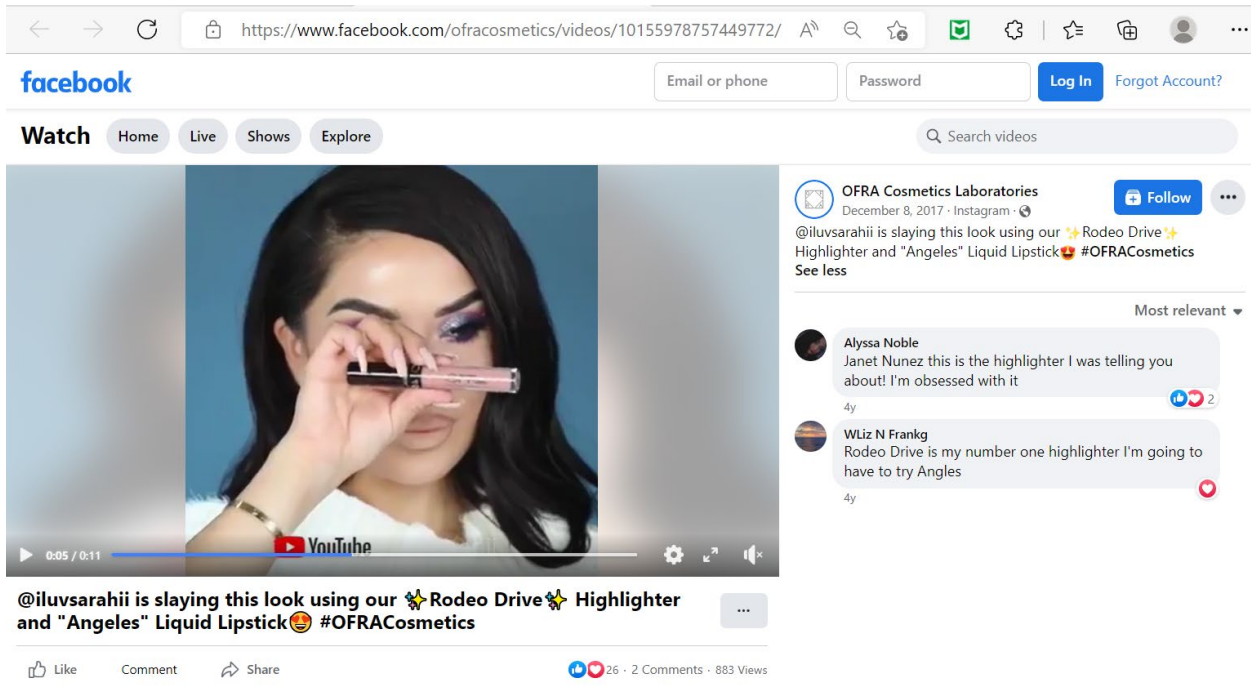 https://www.facebook.com/ofracosmetics/videos/10155978757449772/
facebook
Email or phone
Password
Log In
Forgot Account?
Watch
Home
Live
Shows
Explore
Search videos
YouTube
0:05 / 0:11
@iluvsarahii is slaying this look using our ✨Rodeo Drive✨ Highlighter
and "Angeles" Liquid Lipstick😍 #OFRACosmetics
...
Like
Comment
Share
26 · 2 Comments · 883 Views
OFRA Cosmetics Laboratories
December 8, 2017 · Instagram ·
Follow
@iluvsarahii is slaying this look using our ✨Rodeo Drive✨
Highlighter and "Angeles" Liquid Lipstick😍 #OFRACosmetics
See less
Most relevant
Alyssa Noble
Janet Nunez this is the highlighter I was telling you
about! I'm obsessed with it
2
4y
WLiz N Frankg
Rodeo Drive is my number one highlighter I'm going to
have to try Angles
4y